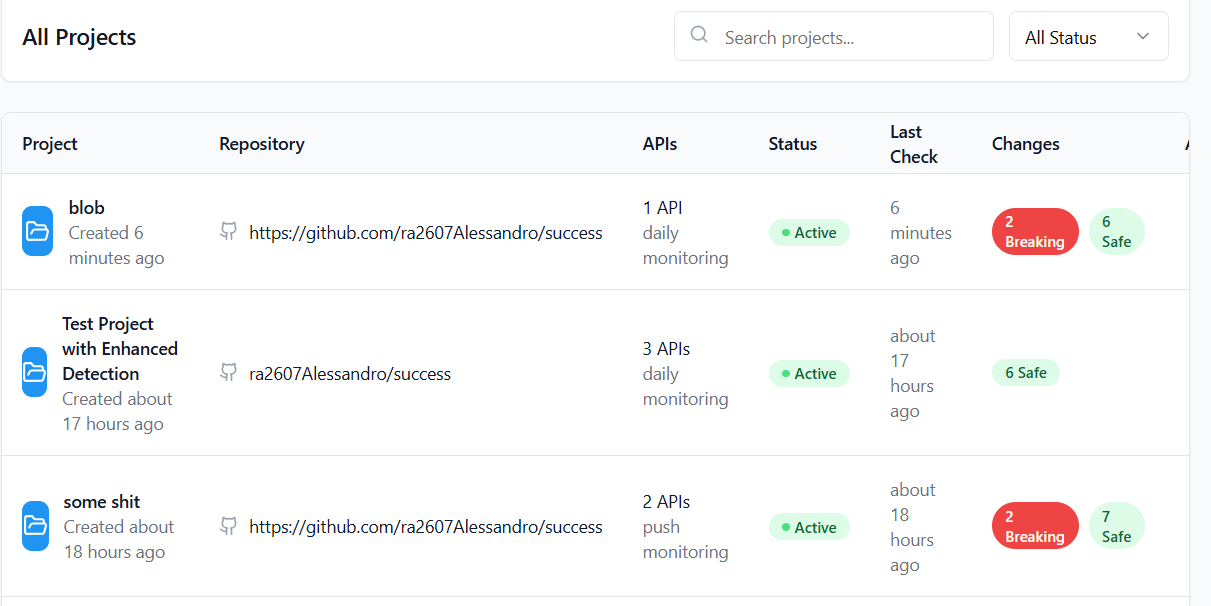 All Projects
Search projects...
All Status
Project
Repository
APIs
Status
Last
Check
Changes
blob
Created 6
minutes ago
https://github.com/ra2607Alessandro/success
1 API
daily
monitoring
Active
6
minutes
ago
2
Breaking
6
Safe
Test Project
with Enhanced
Detection
Created about
17 hours ago
ra2607Alessandro/success
3 APIs
daily
monitoring
Active
about
17
hours
ago
6 Safe
some shit
Created about
18 hours ago
https://github.com/ra2607Alessandro/success
2 APIs
push
monitoring
Active
about
18
hours
ago
2
Breaking
7
Safe